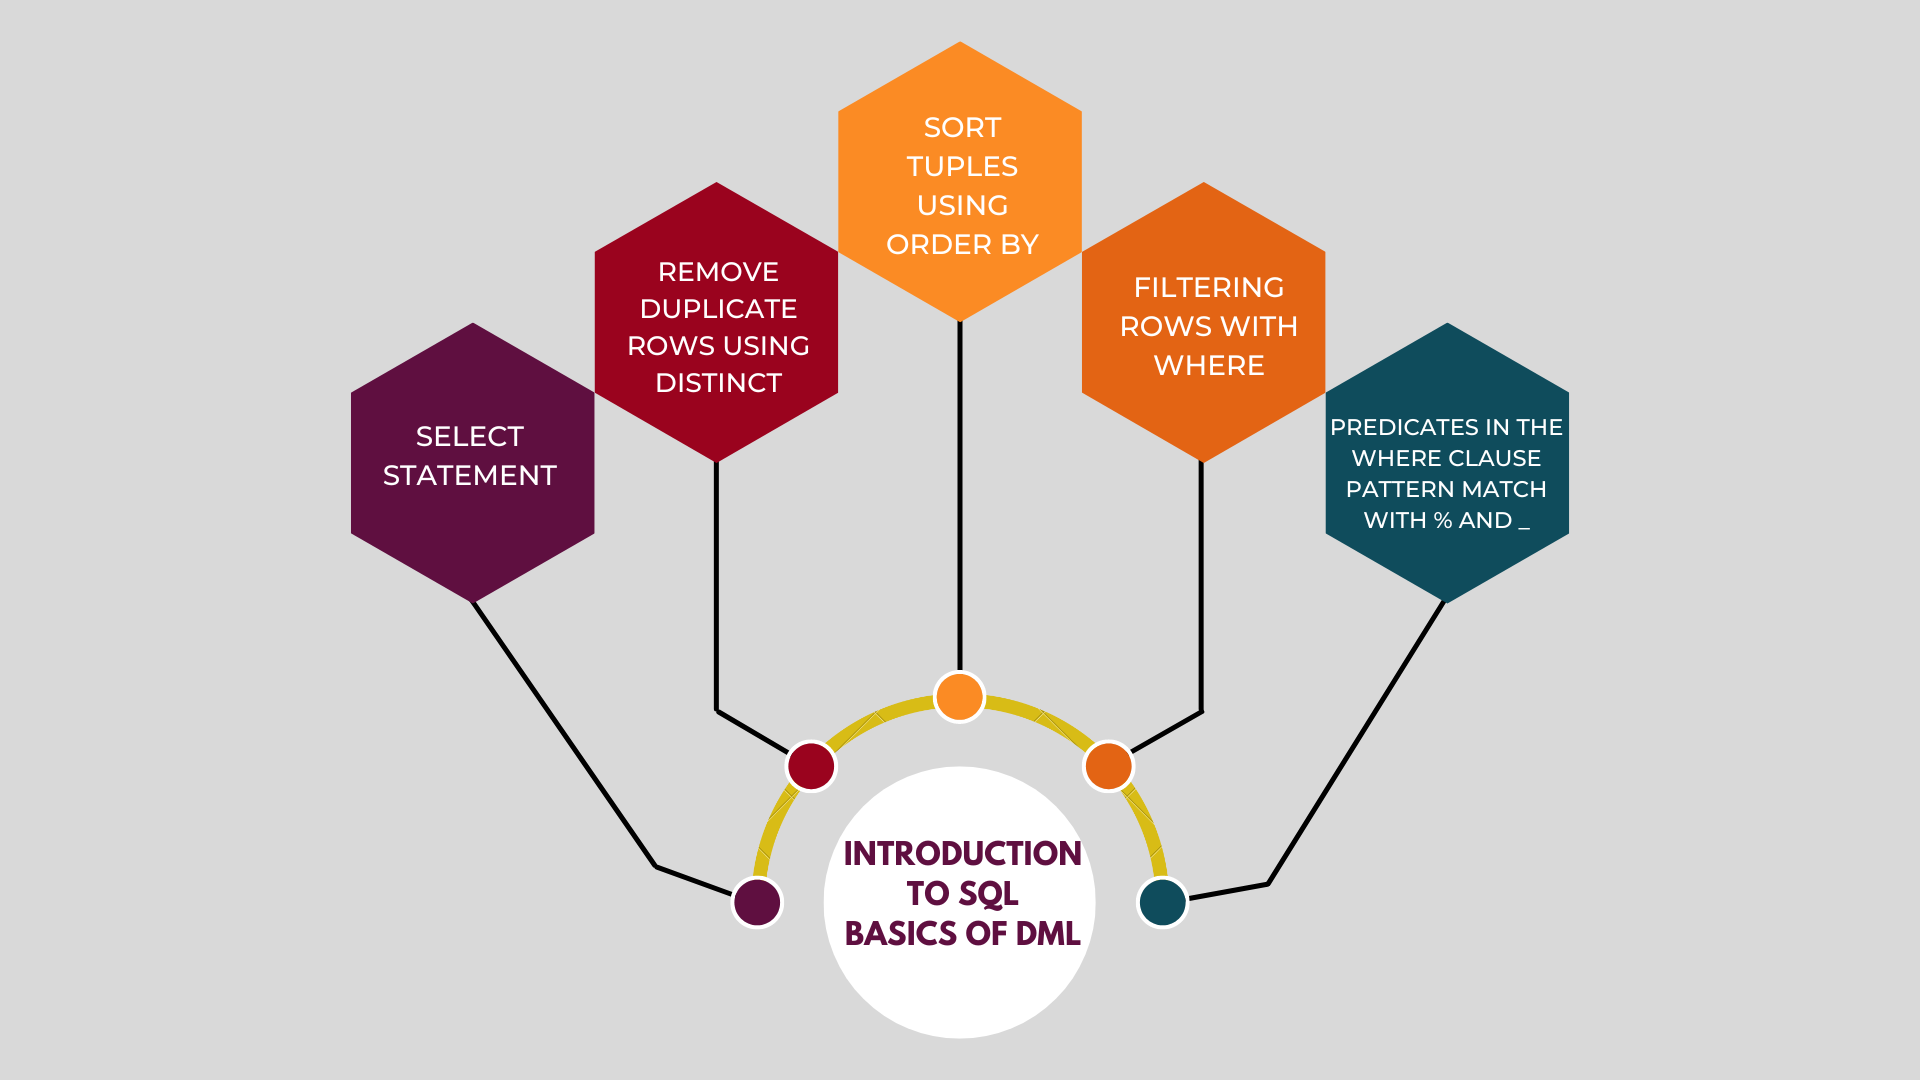 SORT
TUPLES
USING
ORDER BY
REMOVE
DUPLICATE
ROWS USING
DISTINCT
FILTERING
ROWS WITH
WHERE
SELECT
STATEMENT
PREDICATES IN THE
WHERE CLAUSE
PATTERN MATCH
WITH % AND _
INTRODUCTION
TO SQL
BASICS OF DML